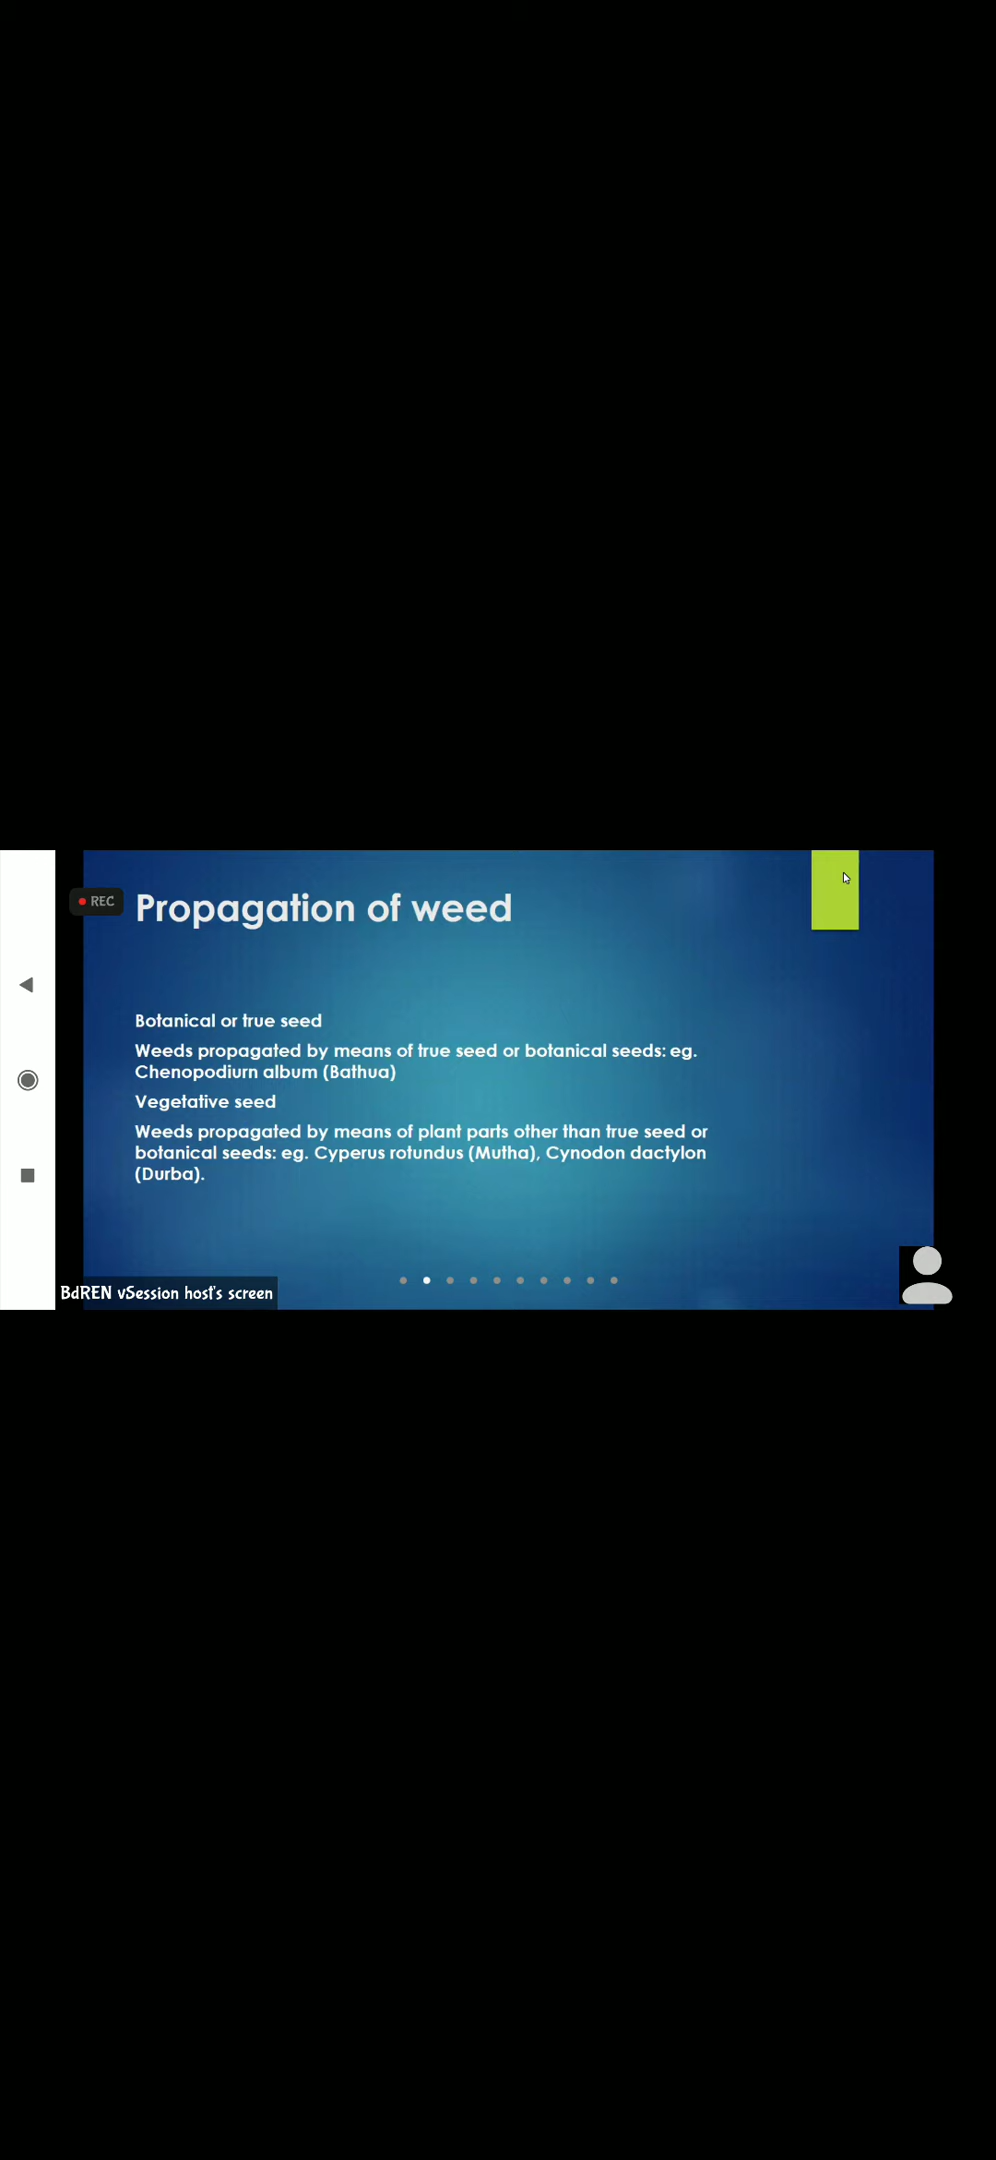 REC
Propagation of weed
Botanical or true seed
Weeds propagated by means of true seed or botanical seeds: eg.
Chenopodiurn album (Bathua)
Vegetative seed
Weeds propagated by means of plant parts other than true seed or
botanical seeds: eg. Cyperus rotundus (Mutha), Cynodon dactylon
(Durba).
BdREN vSession host's screen